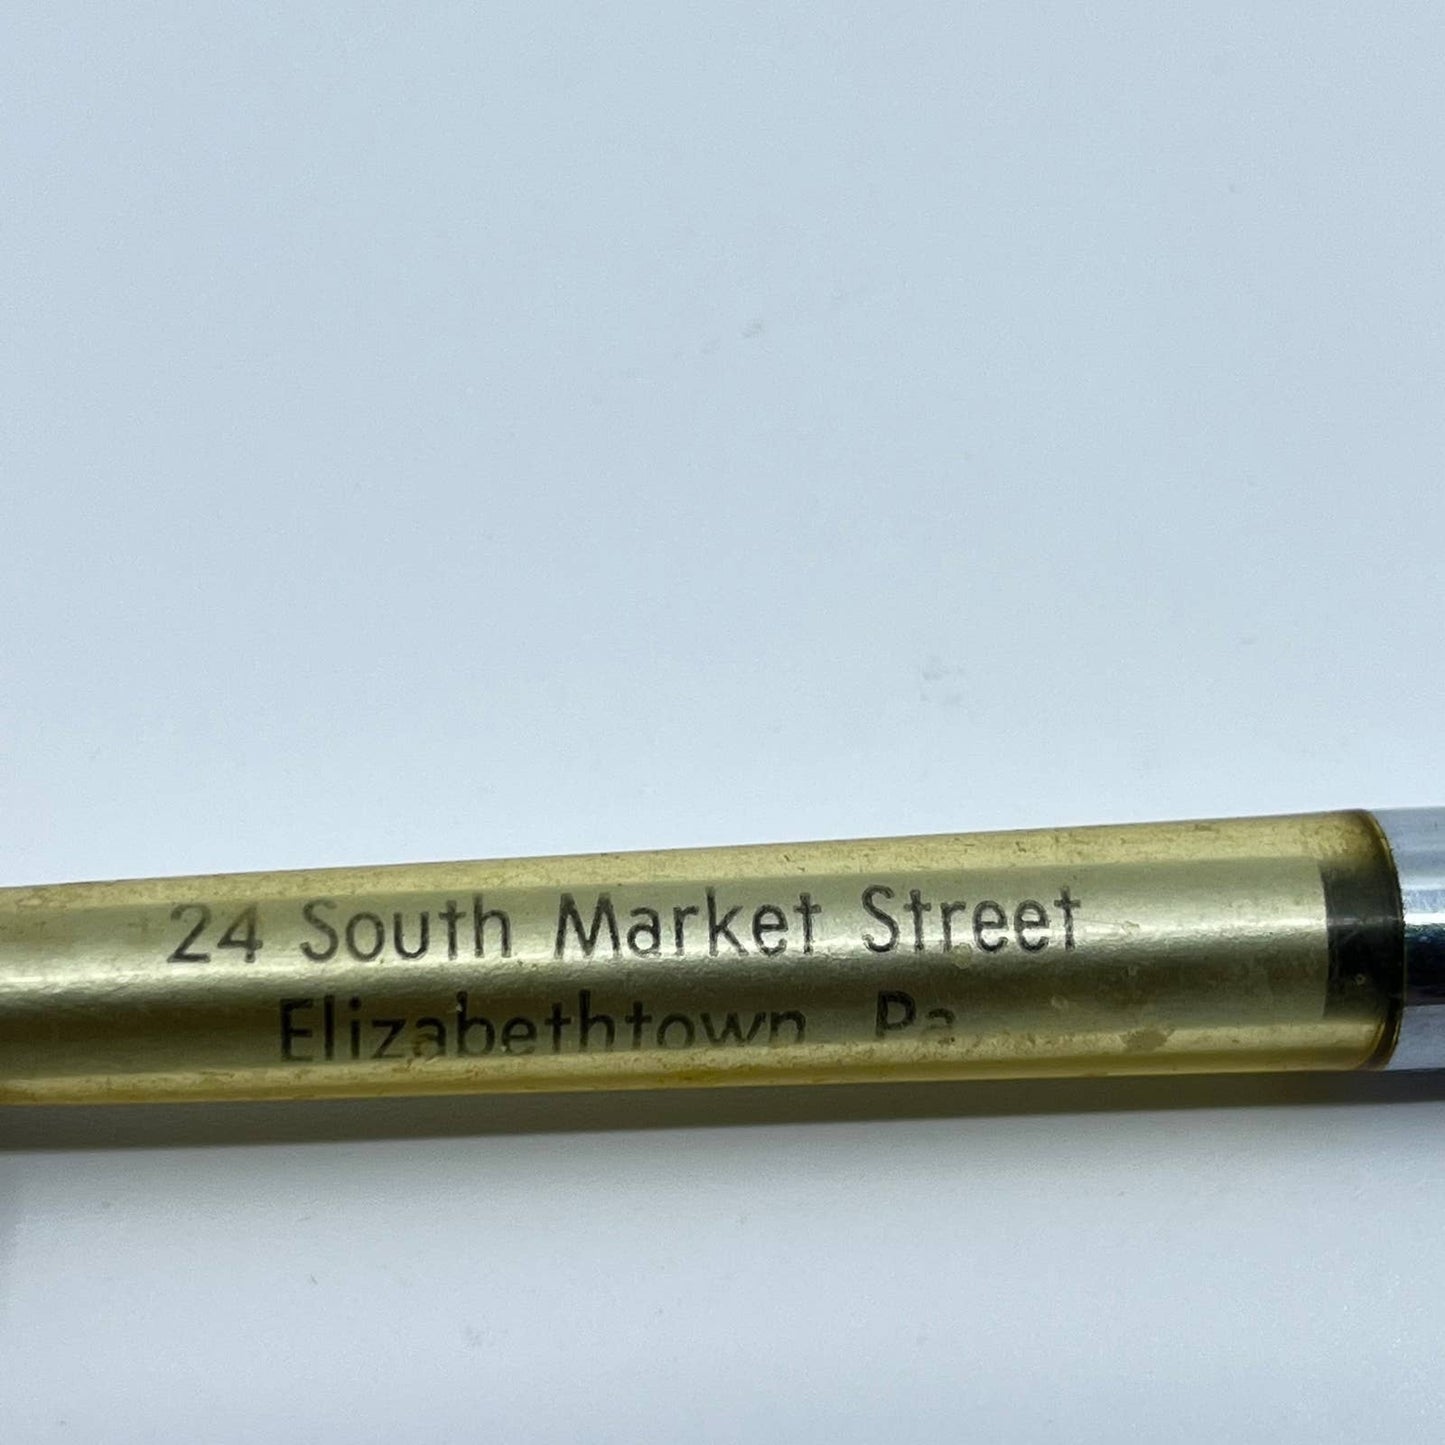 24 South Market Street
Elizabethtown, Pa.